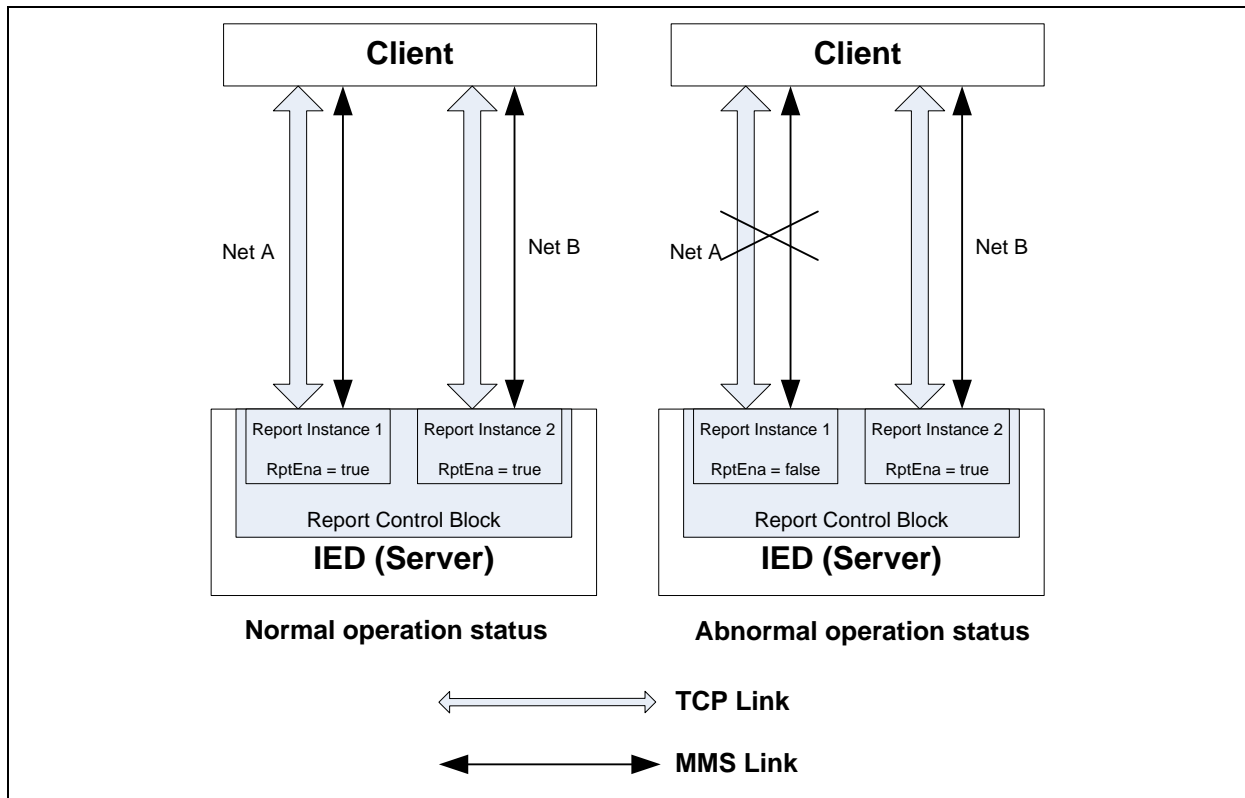 Client
Net A
Net B
Report Instance 1
RptEna = true
Report Instance 2
RptEna = true
Report Control Block
IED (Server)
Normal operation status
Client
Net A
Net B
Report Instance 1
RptEna = false
Report Instance 2
RptEna = true
Report Control Block
IED (Server)
Abnormal operation status
TCP Link
MMS Link